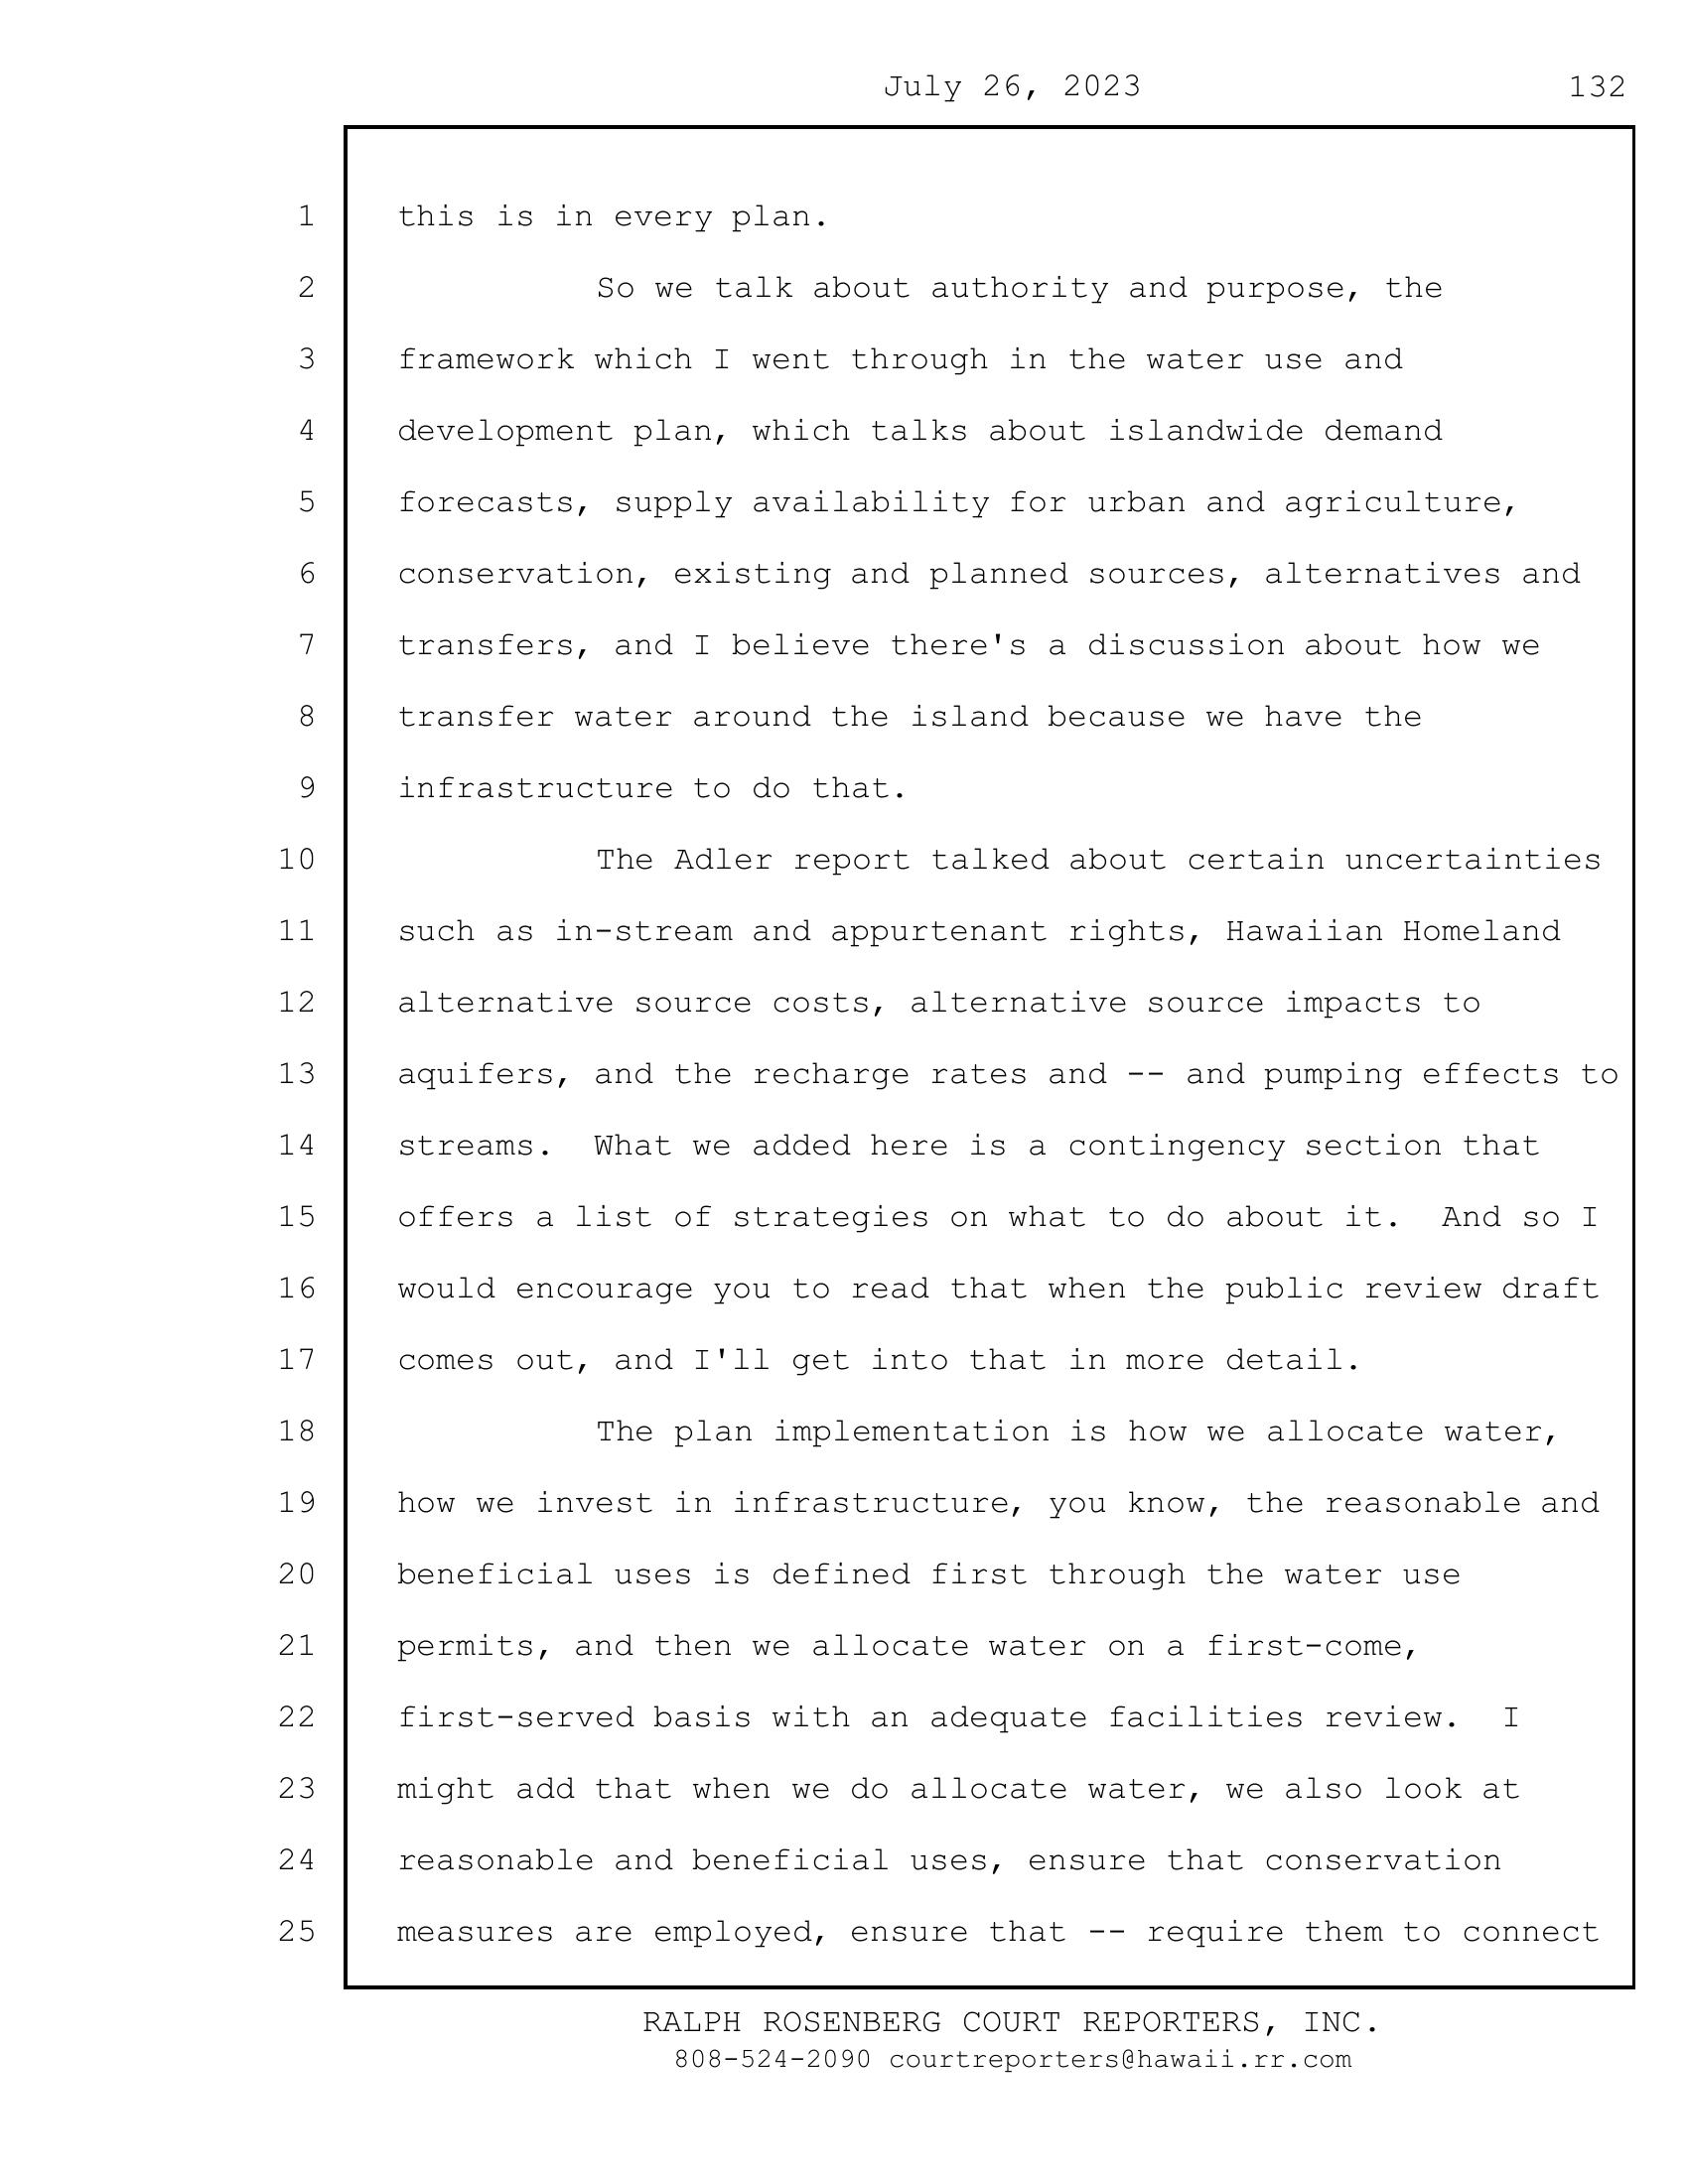 July 26, 2023 132
1 this is in every plan.
2 So we talk about authority and purpose, the
3 framework which I went through in the water use and
4 development plan, which talks about islandwide demand
5 forecasts, supply availability for urban and agriculture,
6 conservation, existing and planned sources, alternatives and
7 transfers, and I believe there's a discussion about how we
8 transfer water around the island because we have the
9 infrastructure to do that.
10 The Adler report talked about certain uncertainties
11 such as in-stream and appurtenant rights, Hawaiian Homeland
12 alternative source costs, alternative source impacts to
13 aquifers, and the recharge rates and -- and pumping effects to
14 streams.  What we added here is a contingency section that
15 offers a list of strategies on what to do about it.  And so I
16 would encourage you to read that when the public review draft
17 comes out, and I'll get into that in more detail.
18 The plan implementation is how we allocate water,
19 how we invest in infrastructure, you know, the reasonable and
20 beneficial uses is defined first through the water use
21 permits, and then we allocate water on a first-come,
22 first-served basis with an adequate facilities review.  I
23 might add that when we do allocate water, we also look at
24 reasonable and beneficial uses, ensure that conservation
25 measures are employed, ensure that -- require them to connect
RALPH ROSENBERG COURT REPORTERS, INC.
808-524-2090 courtreporters@hawaii.rr.com